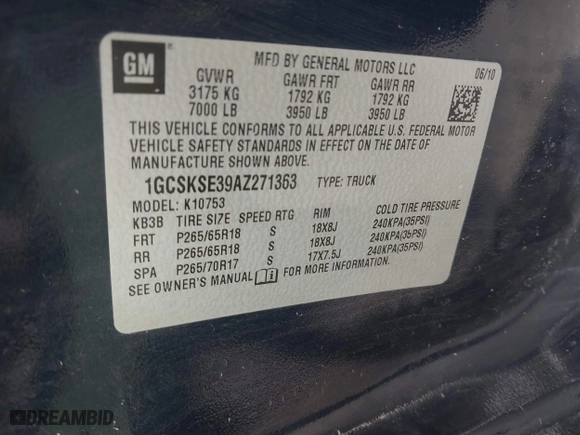 GM
MFD BY GENERAL MOTORS LLC
06/10
GVWR GAWR FRT GAWR RR
3175 KG 1792 KG 1792 KG
7000 LB 3950 LB 3950 LB
THIS VEHICLE CONFORMS TO ALL APPLICABLE U.S. FEDERAL MOTOR
VEHICLE SAFETY STANDARDS IN EFFECT ON THE DATE OF
MANUFACTURE SHOWN ABOVE.
1GCSKSE39AZ271363 TYPE: TRUCK
MODEL: K10753
KB3B TIRE SIZE SPEED RTG RIM
FRT P265/65R18 S 18X8J 240KPA(35PSI)
RR P265/65R18 S 18X8J 240KPA(35PSI)
SPA P265/70R17 S 17X7.5J 240KPA(35PSI)
SEE OWNER'S MANUAL FOR MORE INFORMATION.
DREAMBID